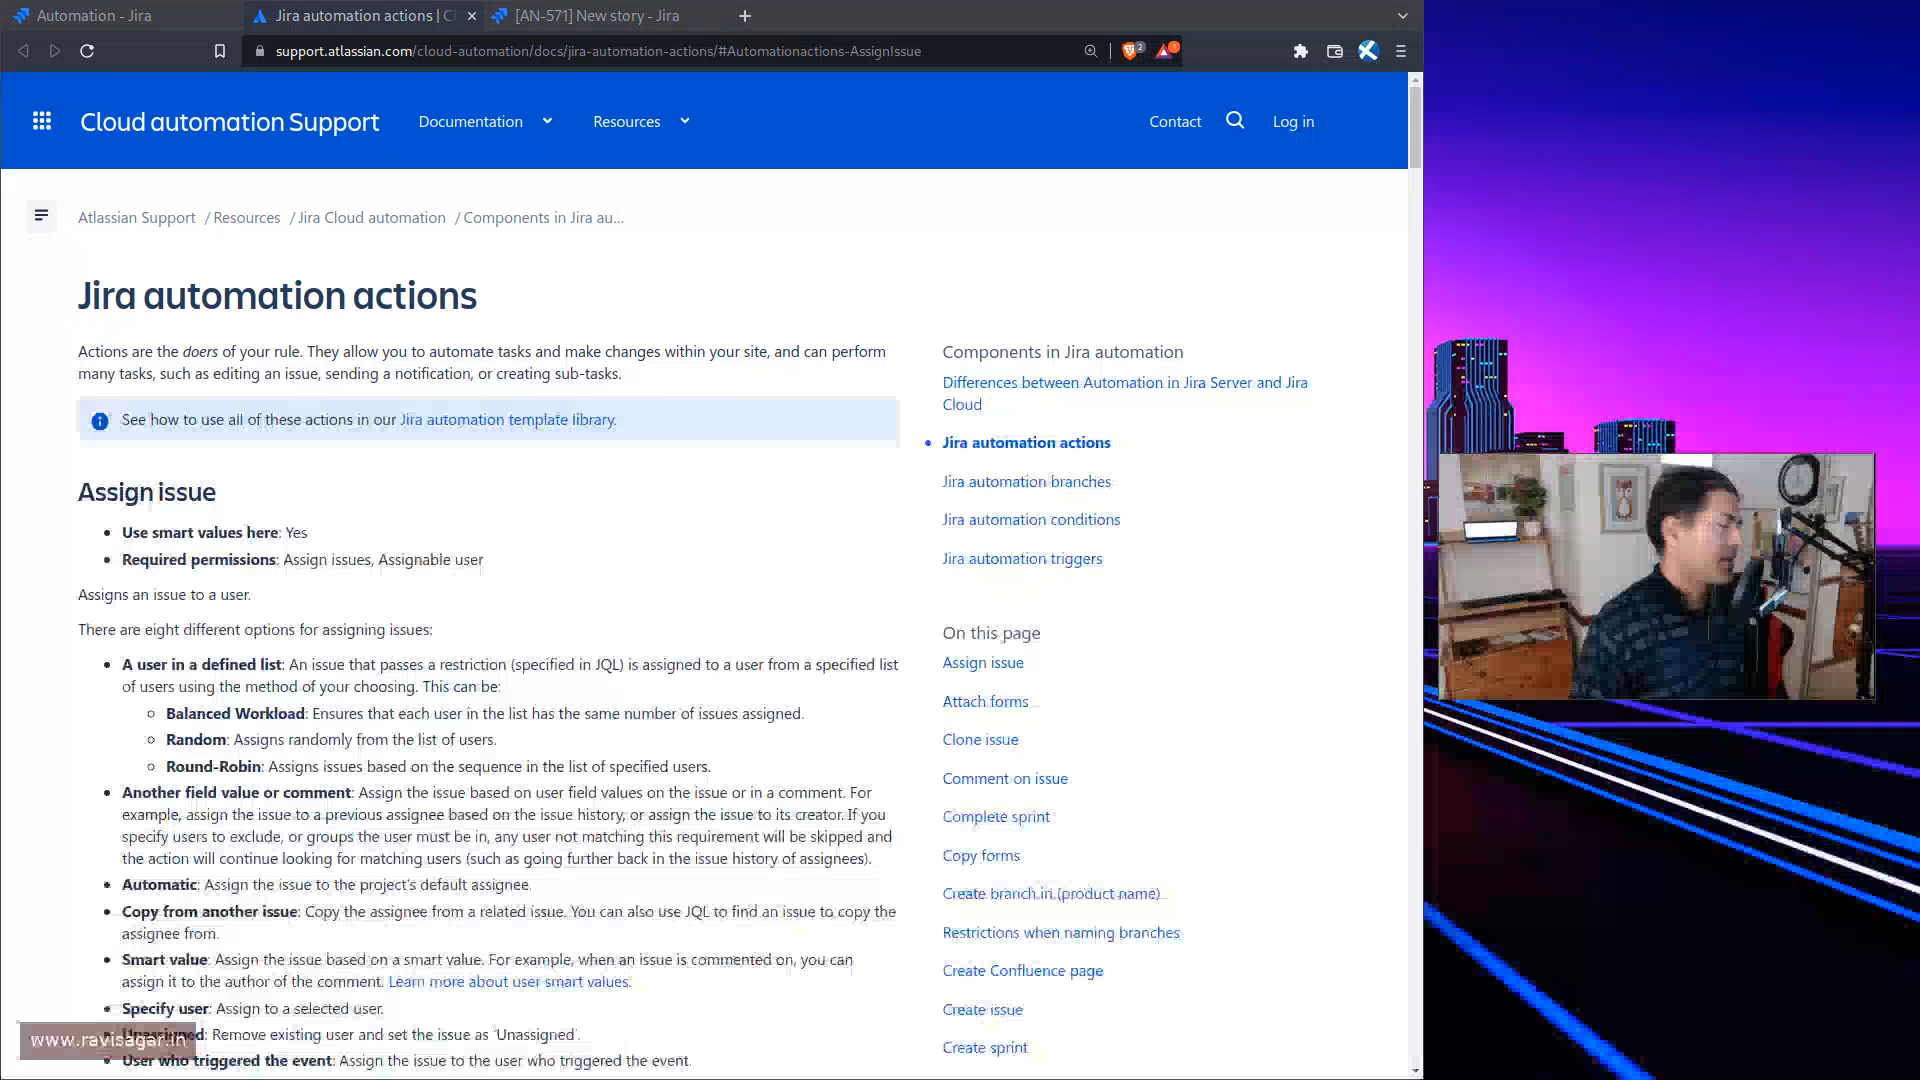 Automation - Jira
Jira automation actions | C
[AN-571] New story - Jira
support.atlassian.com/cloud-automation/docs/jira-automation-actions/#Automationactions-AssignIssue
2
1
Cloud automation Support
Documentation
Resources
Contact
Log in
Atlassian Support / Resources / Jira Cloud automation / Components in Jira au...
Jira automation actions
Actions are the doers of your rule. They allow you to automate tasks and make changes within your site, and can perform
many tasks, such as editing an issue, sending a notification, or creating sub-tasks.
See how to use all of these actions in our Jira automation template library.
Assign issue
Use smart values here: Yes
Required permissions: Assign issues, Assignable user
Assigns an issue to a user.
There are eight different options for assigning issues:
A user in a defined list: An issue that passes a restriction (specified in JQL) is assigned to a user from a specified list
of users using the method of your choosing. This can be:
Balanced Workload: Ensures that each user in the list has the same number of issues assigned.
Random: Assigns randomly from the list of users.
Round-Robin: Assigns issues based on the sequence in the list of specified users.
Another field value or comment: Assign the issue based on user field values on the issue or in a comment. For
example, assign the issue to a previous assignee based on the issue history, or assign the issue to its creator. If you
specify users to exclude, or groups the user must be in, any user not matching this requirement will be skipped and
the action will continue looking for matching users (such as going further back in the issue history of assignees).
Automatic: Assign the issue to the project's default assignee.
Copy from another issue: Copy the assignee from a related issue. You can also use JQL to find an issue to copy the
assignee from.
Smart value: Assign the issue based on a smart value. For example, when an issue is commented on, you can
assign it to the author of the comment. Learn more about user smart values.
Specify user: Assign to a selected user.
Unassigned: Remove existing user and set the issue as 'Unassigned'.
User who triggered the event: Assign the issue to the user who triggered the event.
www.ravisagar.in
Components in Jira automation
Differences between Automation in Jira Server and Jira
Cloud
Jira automation actions
Jira automation branches
Jira automation conditions
Jira automation triggers
On this page
Assign issue
Attach forms
Clone issue
Comment on issue
Complete sprint
Copy forms
Create branch in (product name)
Restrictions when naming branches
Create Confluence page
Create issue
Create sprint